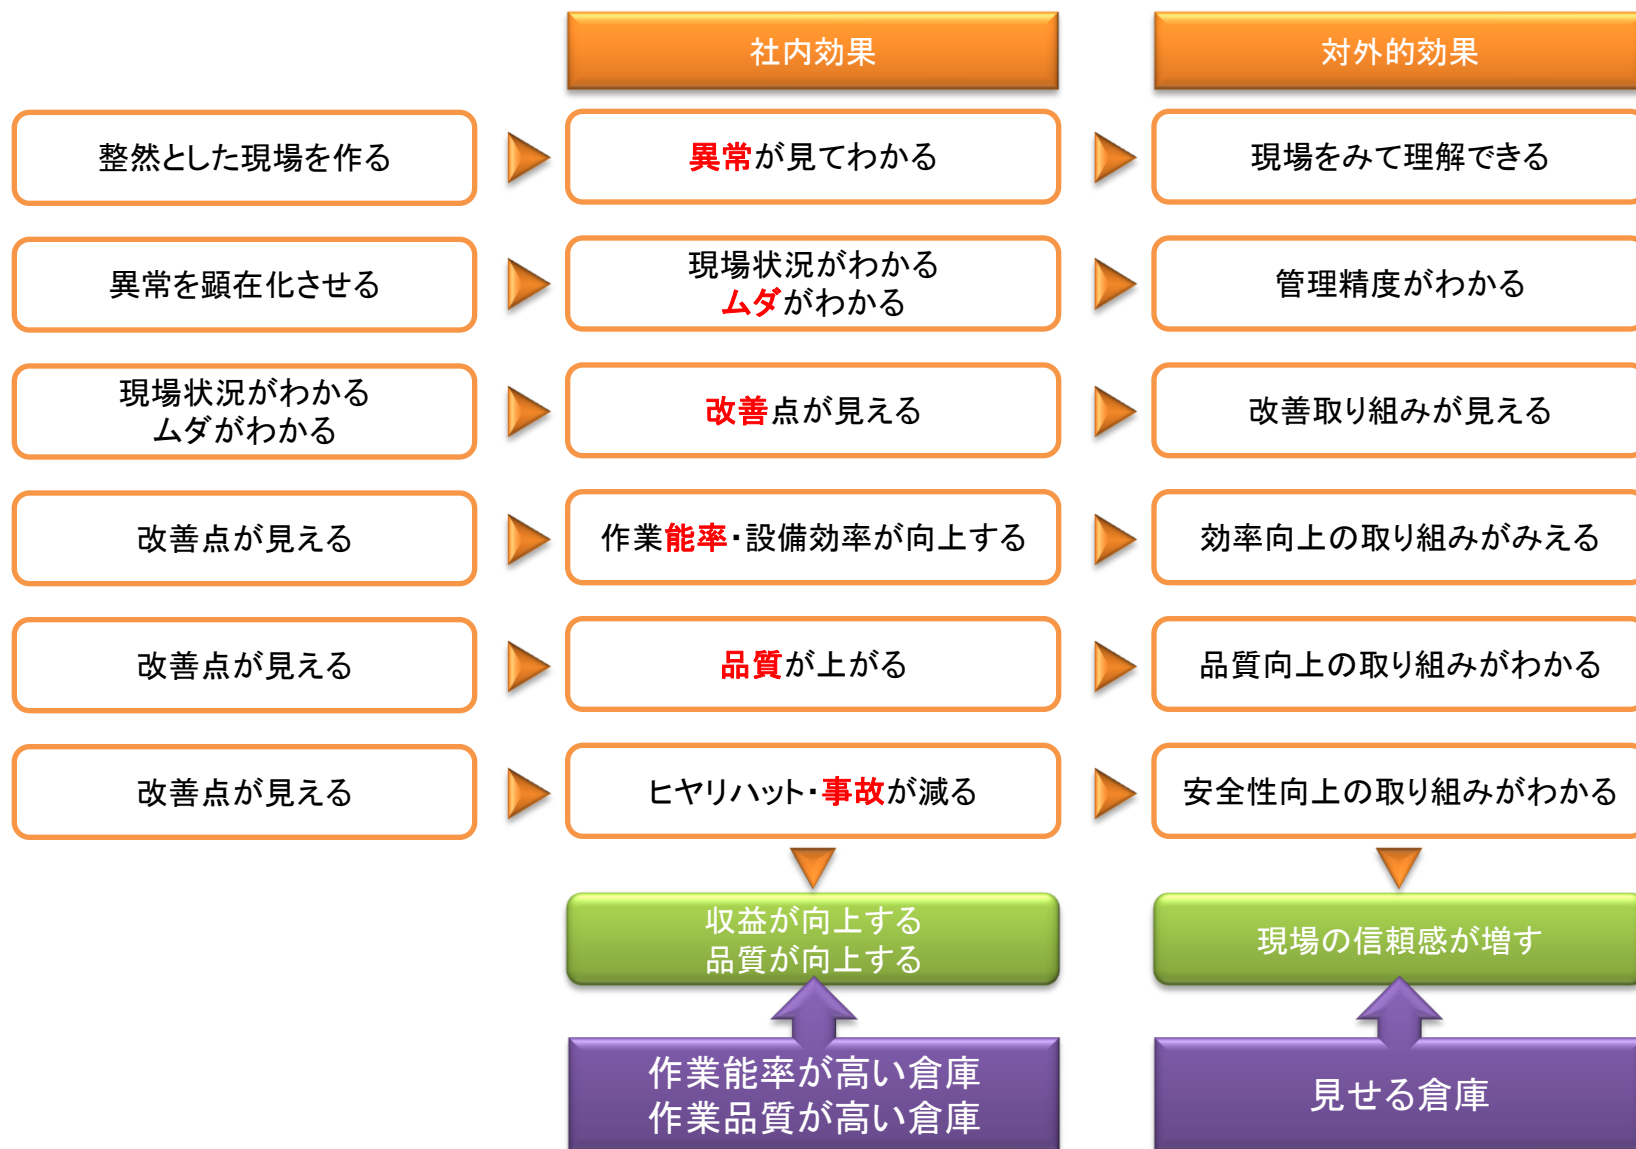 社内効果
対外的効果
整然とした現場を作る
異常が見てわかる
現場をみて理解できる
異常を顕在化させる
現場状況がわかる
ムダがわかる
管理精度がわかる
現場状況がわかる
ムダがわかる
改善点が見える
改善取り組みが見える
改善点が見える
作業能率・設備効率が向上する
効率向上の取り組みがみえる
改善点が見える
品質が上がる
品質向上の取り組みがわかる
改善点が見える
ヒヤリハット・事故が減る
安全性向上の取り組みがわかる
収益が向上する
品質が向上する
現場の信頼感が増す
作業能率が高い倉庫
作業品質が高い倉庫
見せる倉庫